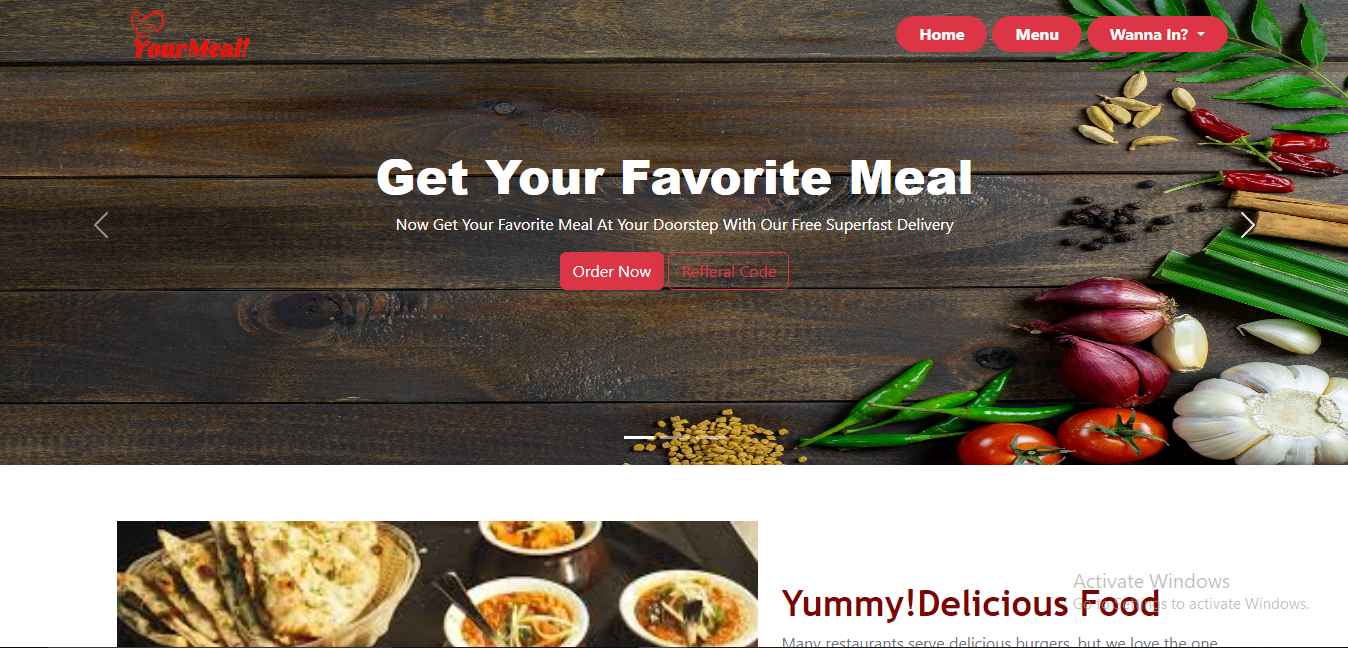 YourMeal!
Home
Menu
Wanna In?
Get Your Favorite Meal
Now Get Your Favorite Meal At Your Doorstep With Our Free Superfast Delivery
Order Now
Refferal Code
Yummy!Delicious Food
Activate Windows
Go to Settings to activate Windows.
Many restaurants serve delicious burgers, but we love the one